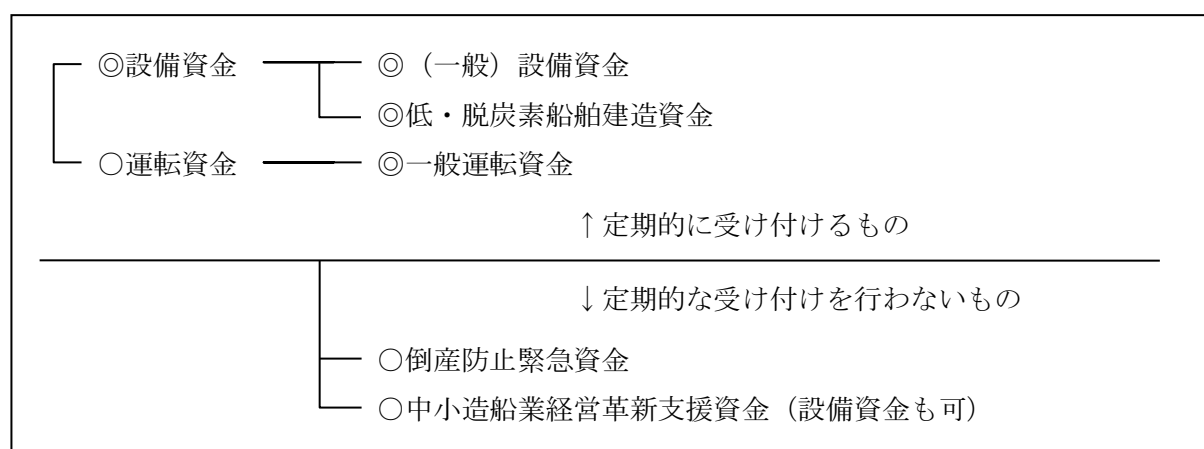 ◎設備資金 ◎（一般）設備資金
◎低・脱炭素船舶建造資金
○運転資金 ◎一般運転資金
↑定期的に受け付けるもの
↓定期的な受け付けを行わないもの
○倒産防止緊急資金
○中小造船業経営革新支援資金（設備資金も可）